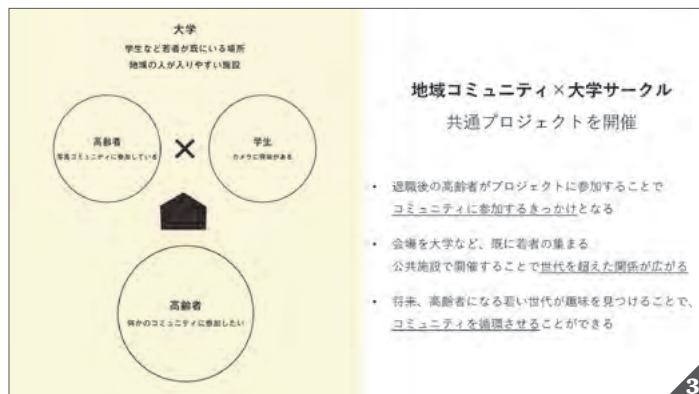 大学
学生など若者が既にいる場所
地域の人が入りやすい施設
高齢者
写真コミュニティに参加している
×
学生
カメラに興味がある
高齢者
何かのコミュニティに参加したい
地域コミュニティ×大学サークル
共通プロジェクトを開催
• 退職後の高齢者がプロジェクトに参加することで
コミュニティに参加するきっかけとなる
• 会場を大学など、既に若者の集まる
公共施設で開催することで世代を超えた関係が広がる
• 将来、高齢者になる若い世代が趣味を見つけることで、
コミュニティを循環させることができる
3